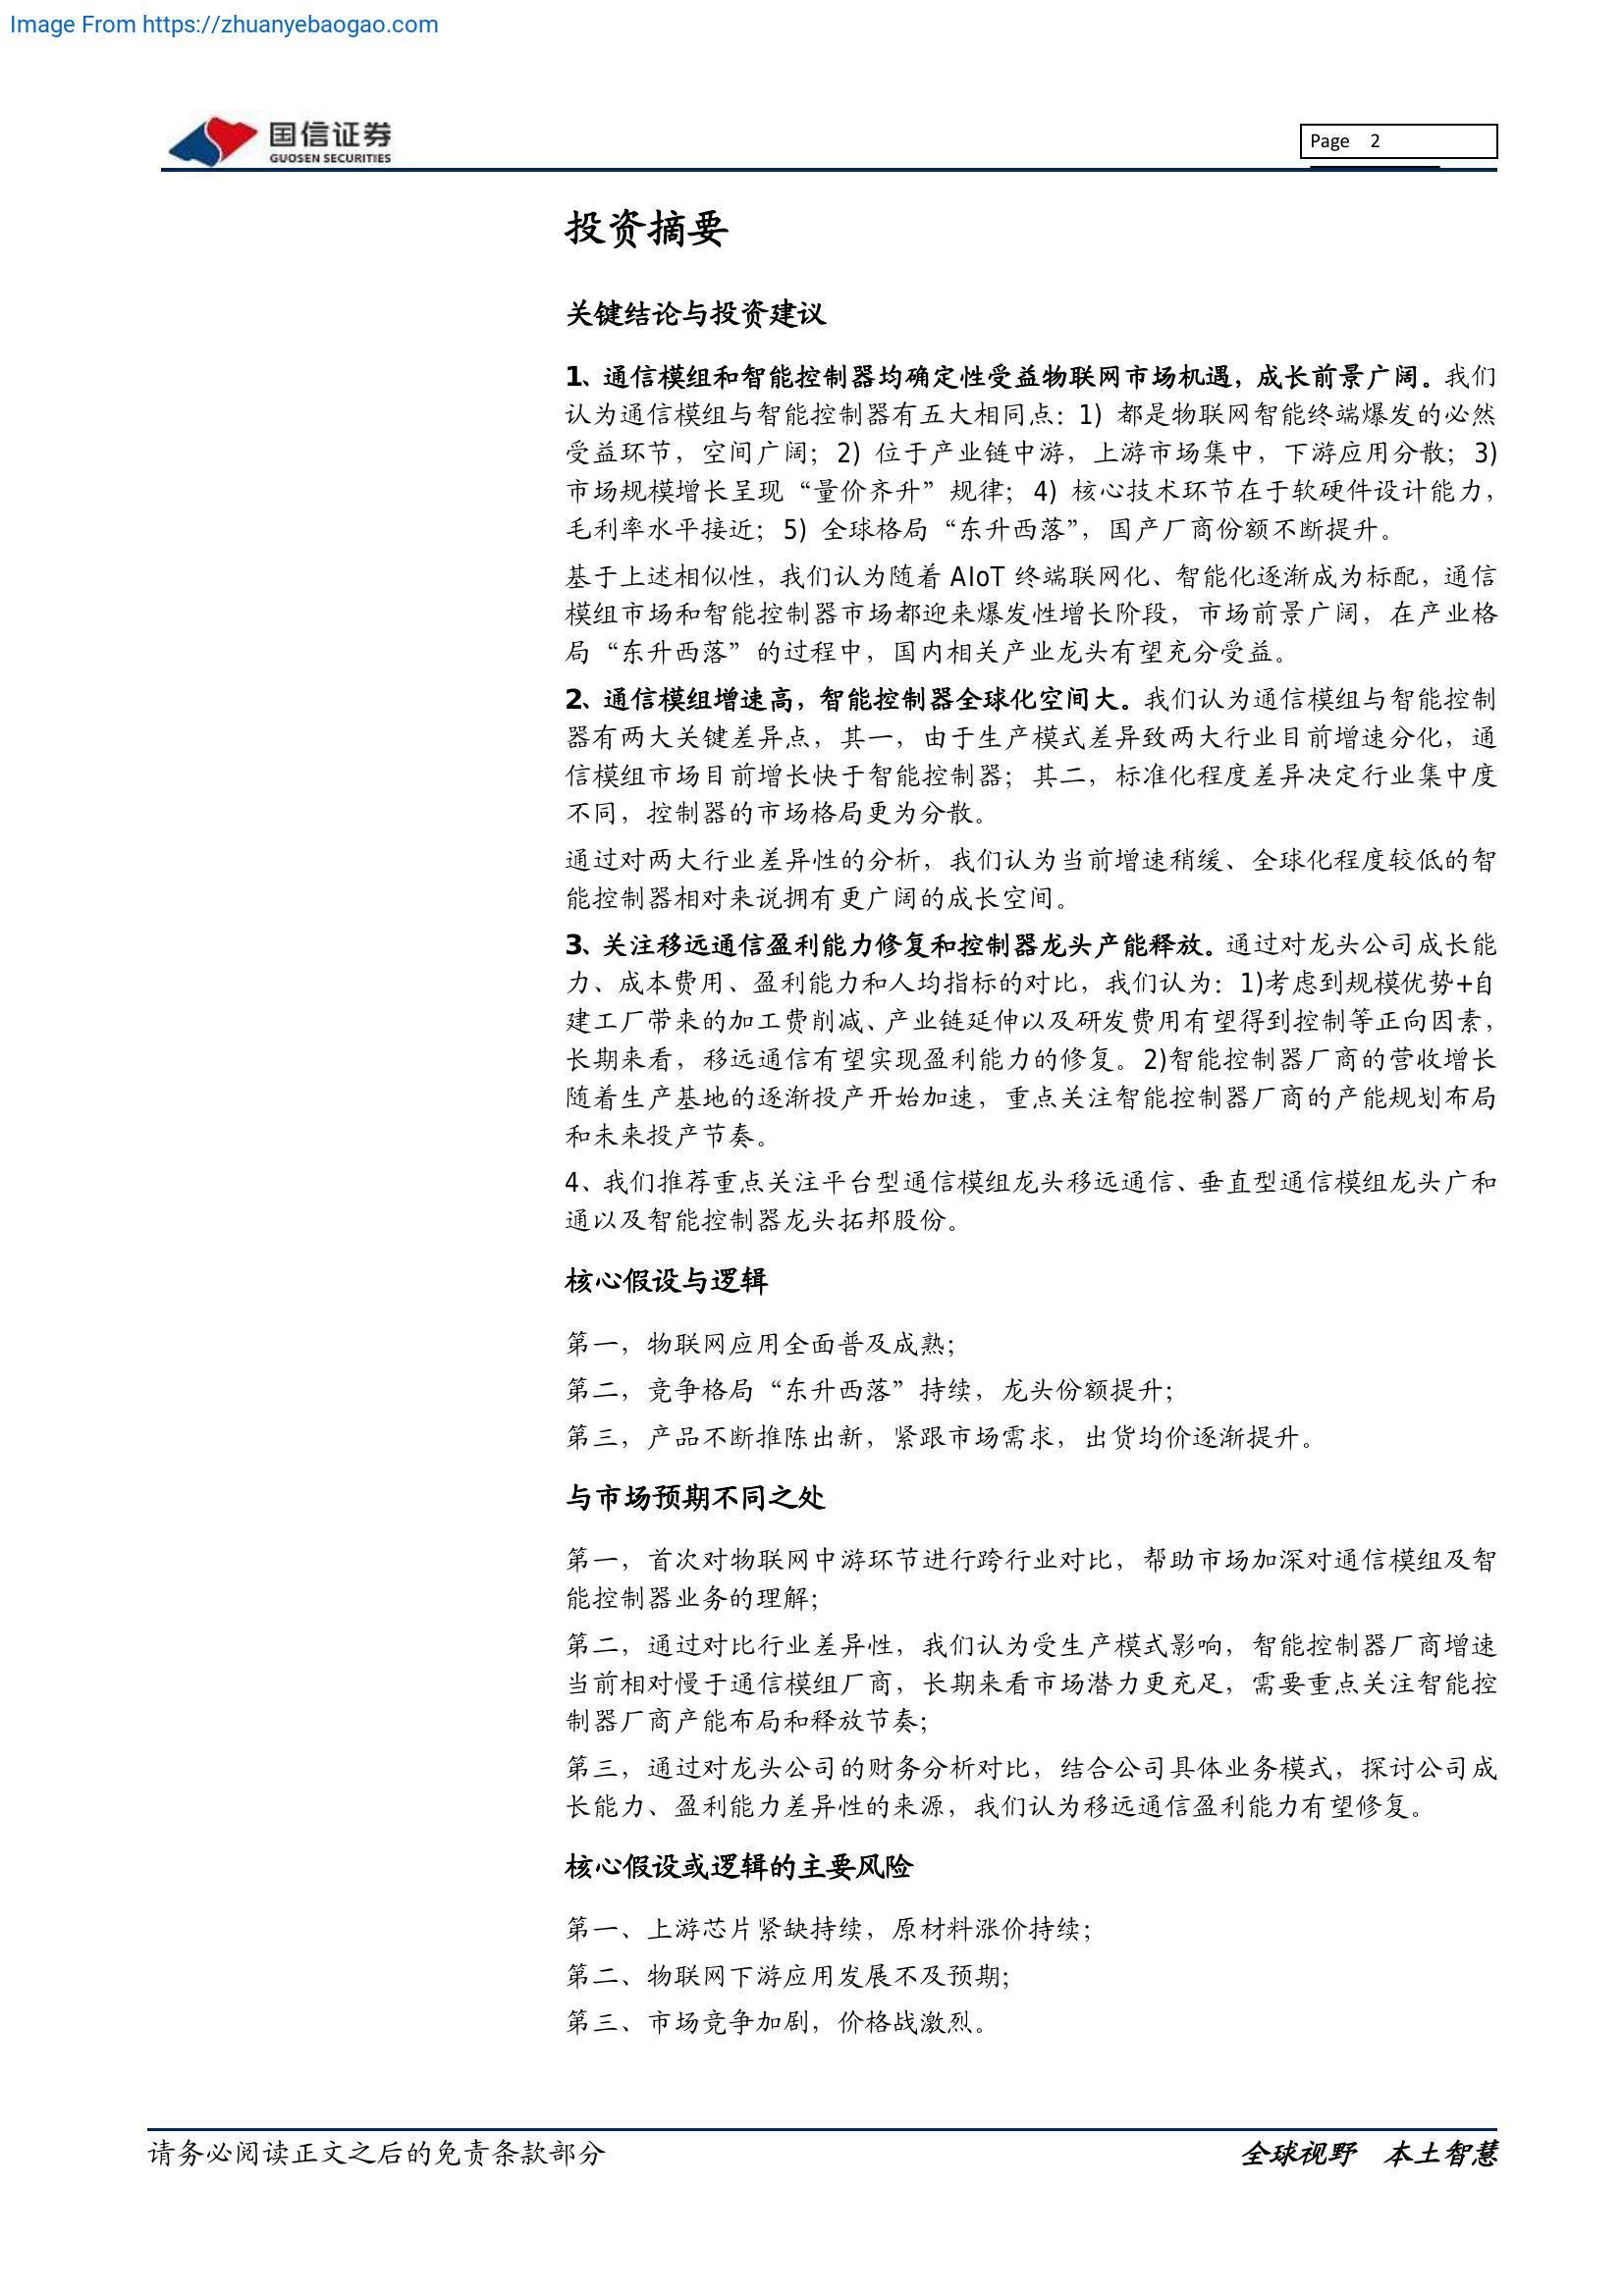 Image From https://zhuanyebaogao.com
国信证券
GUOSEN SECURITIES
Page 2
投资摘要
关键结论与投资建议
1、通信模组和智能控制器均确定性受益物联网市场机遇，成长前景广阔。我们
认为通信模组与智能控制器有五大相同点：1）都是物联网智能终端爆发的必然
受益环节，空间广阔；2）位于产业链中游，上游市场集中，下游应用分散；3）
市场规模增长呈现“量价齐升”规律；4）核心技术环节在于软硬件设计能力，
毛利率水平接近；5）全球格局“东升西落”，国产厂商份额不断提升。
基于上述相似性，我们认为随着 AIoT 终端联网化、智能化逐渐成为标配，通信
模组市场和智能控制器市场都迎来爆发性增长阶段，市场前景广阔，在产业格
局“东升西落”的过程中，国内相关产业龙头有望充分受益。
2、通信模组增速高，智能控制器全球化空间大。我们认为通信模组与智能控制
器有两大关键差异点，其一，由于生产模式差异致两大行业目前增速分化，通
信模组市场目前增长快于智能控制器；其二，标准化程度差异决定行业集中度
不同，控制器的市场格局更为分散。
通过对两大行业差异性的分析，我们认为当前增速稍缓、全球化程度较低的智
能控制器相对来说拥有更广阔的成长空间。
3、关注移远通信盈利能力修复和控制器龙头产能释放。通过对龙头公司成长能
力、成本费用、盈利能力和人均指标的对比，我们认为：1)考虑到规模优势+自
建工厂带来的加工费削减、产业链延伸以及研发费用有望得到控制等正向因素，
长期来看，移远通信有望实现盈利能力的修复。2)智能控制器厂商的营收增长
随着生产基地的逐渐投产开始加速，重点关注智能控制器厂商的产能规划布局
和未来投产节奏。
4、我们推荐重点关注平台型通信模组龙头移远通信、垂直型通信模组龙头广和
通以及智能控制器龙头拓邦股份。
核心假设与逻辑
第一，物联网应用全面普及成熟；
第二，竞争格局“东升西落”持续，龙头份额提升；
第三，产品不断推陈出新，紧跟市场需求，出货均价逐渐提升。
与市场预期不同之处
第一，首次对物联网中游环节进行跨行业对比，帮助市场加深对通信模组及智
能控制器业务的理解；
第二，通过对比行业差异性，我们认为受生产模式影响，智能控制器厂商增速
当前相对慢于通信模组厂商，长期来看市场潜力更充足，需要重点关注智能控
制器厂商产能布局和释放节奏；
第三，通过对龙头公司的财务分析对比，结合公司具体业务模式，探讨公司成
长能力、盈利能力差异性的来源，我们认为移远通信盈利能力有望修复。
核心假设或逻辑的主要风险
第一、上游芯片紧缺持续，原材料涨价持续；
第二、物联网下游应用发展不及预期；
第三、市场竞争加剧，价格战激烈。
请务必阅读正文之后的免责条款部分
全球视野 本土智慧